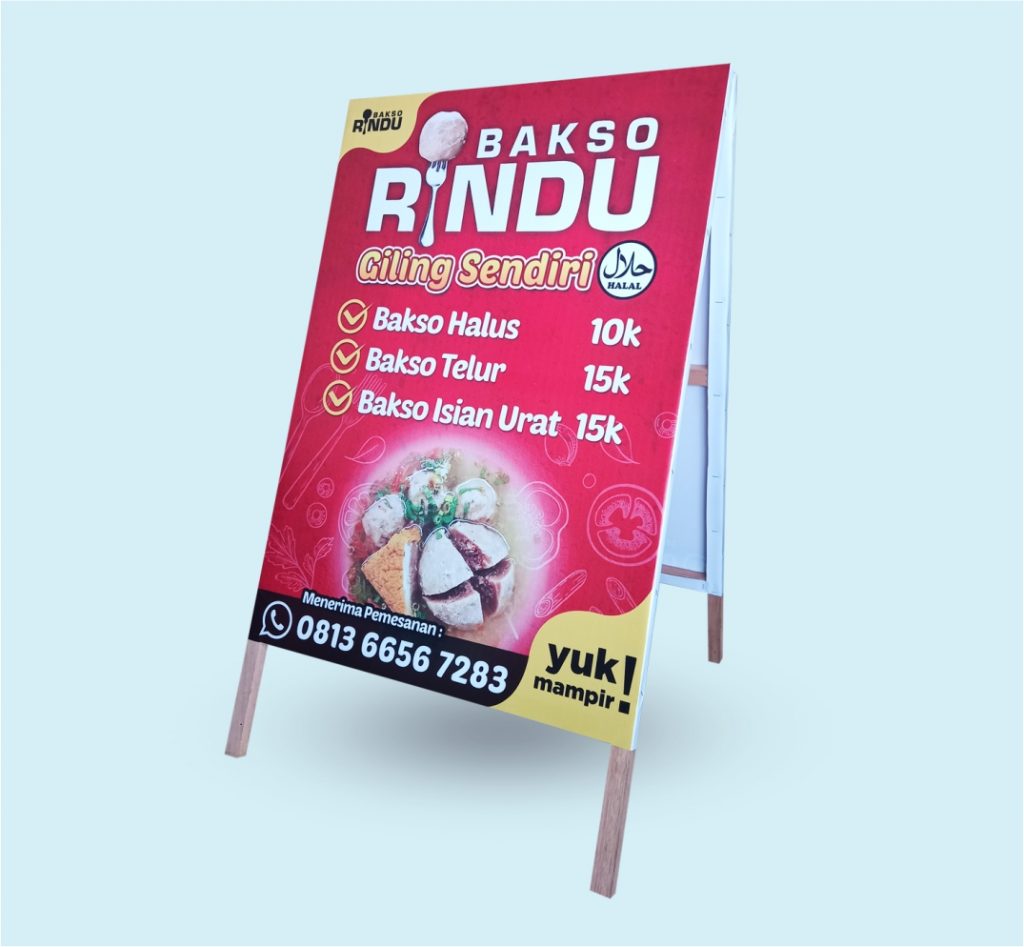 BAKSO
RINDU
BAKSO
RINDU
Giling Sendiri
حلال
HALAL
Bakso Halus 10k
Bakso Telur 15k
Bakso Isian Urat 15k
Menerima Pemesanan :
0813 6656 7283
yuk!
mampir